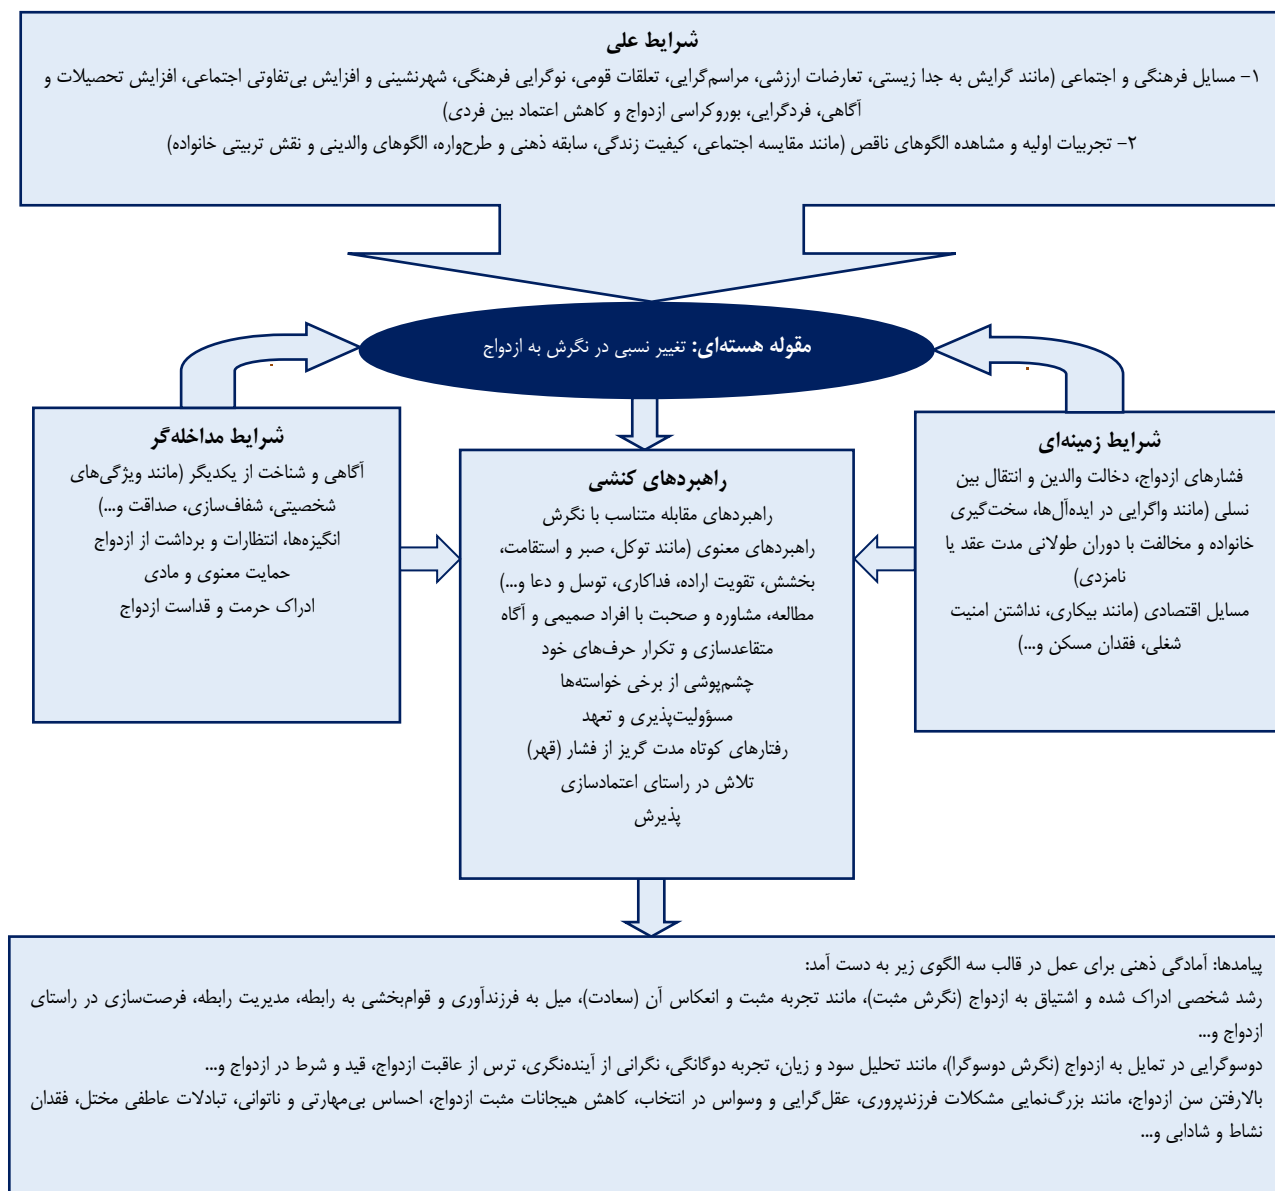 شرایط علی
۱- مسایل فرهنگی و اجتماعی (مانند گرایش به جدا زیستی، تعارضات ارزشی، مراسم‌گرایی، تعلقات قومی، نوگرایی فرهنگی، شهرنشینی و افزایش بی‌تفاوتی اجتماعی، افزایش تحصیلات و
آگاهی، فردگرایی، بوروکراسی ازدواج و کاهش اعتماد بین فردی)
۲- تجربیات اولیه و مشاهده الگوهای ناقص (مانند مقایسه اجتماعی، کیفیت زندگی، سابقه ذهنی و طرح‌واره، الگوهای والدینی و نقش تربیتی خانواده)
مقوله هسته‌ای: تغییر نسبی در نگرش به ازدواج
شرایط زمینه‌ای
فشارهای ازدواج، دخالت والدین و انتقال بین
نسلی (مانند واگرایی در ایده‌آل‌ها، سخت‌گیری
خانواده و مخالفت با دوران طولانی مدت عقد یا
نامزدی)
مسایل اقتصادی (مانند بیکاری، نداشتن امنیت
شغلی، فقدان مسکن و...)
راهبردهای کنشی
راهبردهای مقابله متناسب با نگرش
راهبردهای معنوی (مانند توکل، صبر و استقامت،
بخشش، تقویت اراده، فداکاری، توسل و دعا و...)
مطالعه، مشاوره و صحبت با افراد صمیمی و آگاه
متقاعدسازی و تکرار حرف‌های خود
چشم‌پوشی از برخی خواسته‌ها
مسؤولیت‌پذیری و تعهد
رفتارهای کوتاه مدت گریز از فشار (قهر)
تلاش در راستای اعتمادسازی
پذیرش
شرایط مداخله‌گر
آگاهی و شناخت از یکدیگر (مانند ویژگی‌های
شخصیتی، شفاف‌سازی، صداقت و...)
انگیزه‌ها، انتظارات و برداشت از ازدواج
حمایت معنوی و مادی
ادراک حرمت و قداست ازدواج
پیامدها: آمادگی ذهنی برای عمل در قالب سه الگوی زیر به دست آمد:
رشد شخصی ادراک شده و اشتیاق به ازدواج (نگرش مثبت)، مانند تجربه مثبت و انعکاس آن (سعادت)، میل به فرزندآوری و قوام‌بخشی به رابطه، مدیریت رابطه، فرصت‌سازی در راستای
ازدواج و...
دوسوگرایی در تمایل به ازدواج (نگرش دوسوگرا)، مانند تحلیل سود و زیان، تجربه دوگانگی، نگرانی از آینده‌نگری، ترس از عاقبت ازدواج، قید و شرط در ازدواج و...
بالارفتن سن ازدواج، مانند بزرگ‌نمایی مشکلات فرزندپروری، عقل‌گرایی و وسواس در انتخاب، کاهش هیجانات مثبت ازدواج، احساس بی‌مهارتی و ناتوانی، تبادلات عاطفی مختل، فقدان
نشاط و شادابی و...